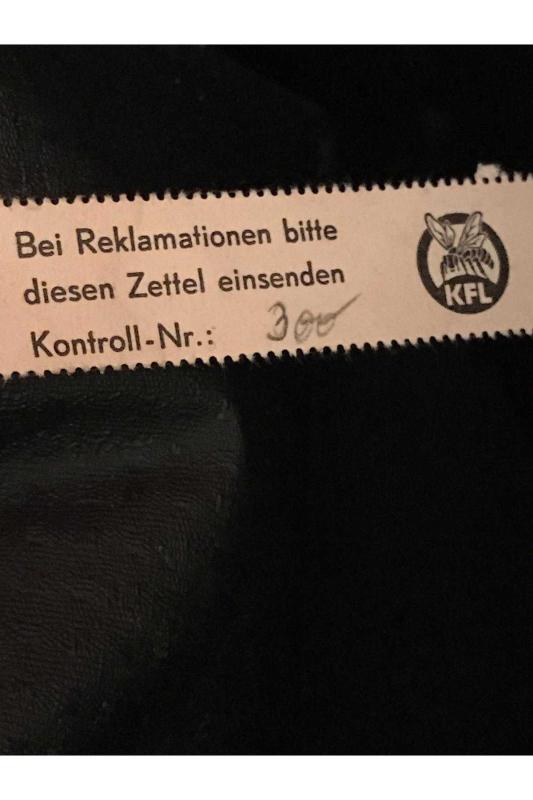 Bei Reklamationen bitte
diesen Zettel einsenden
Kontroll-Nr.: 300
KFL